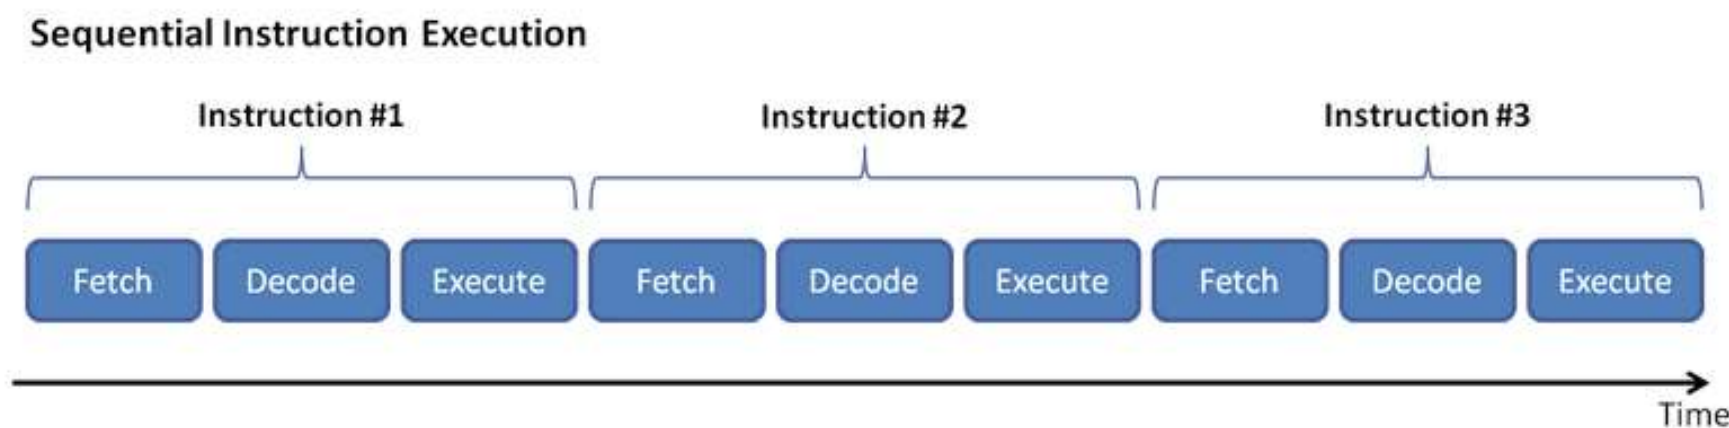 Sequential Instruction Execution
Instruction #1 Instruction #2 Instruction #3
Fetch Decode Execute Fetch Decode Execute Fetch Decode Execute
Time